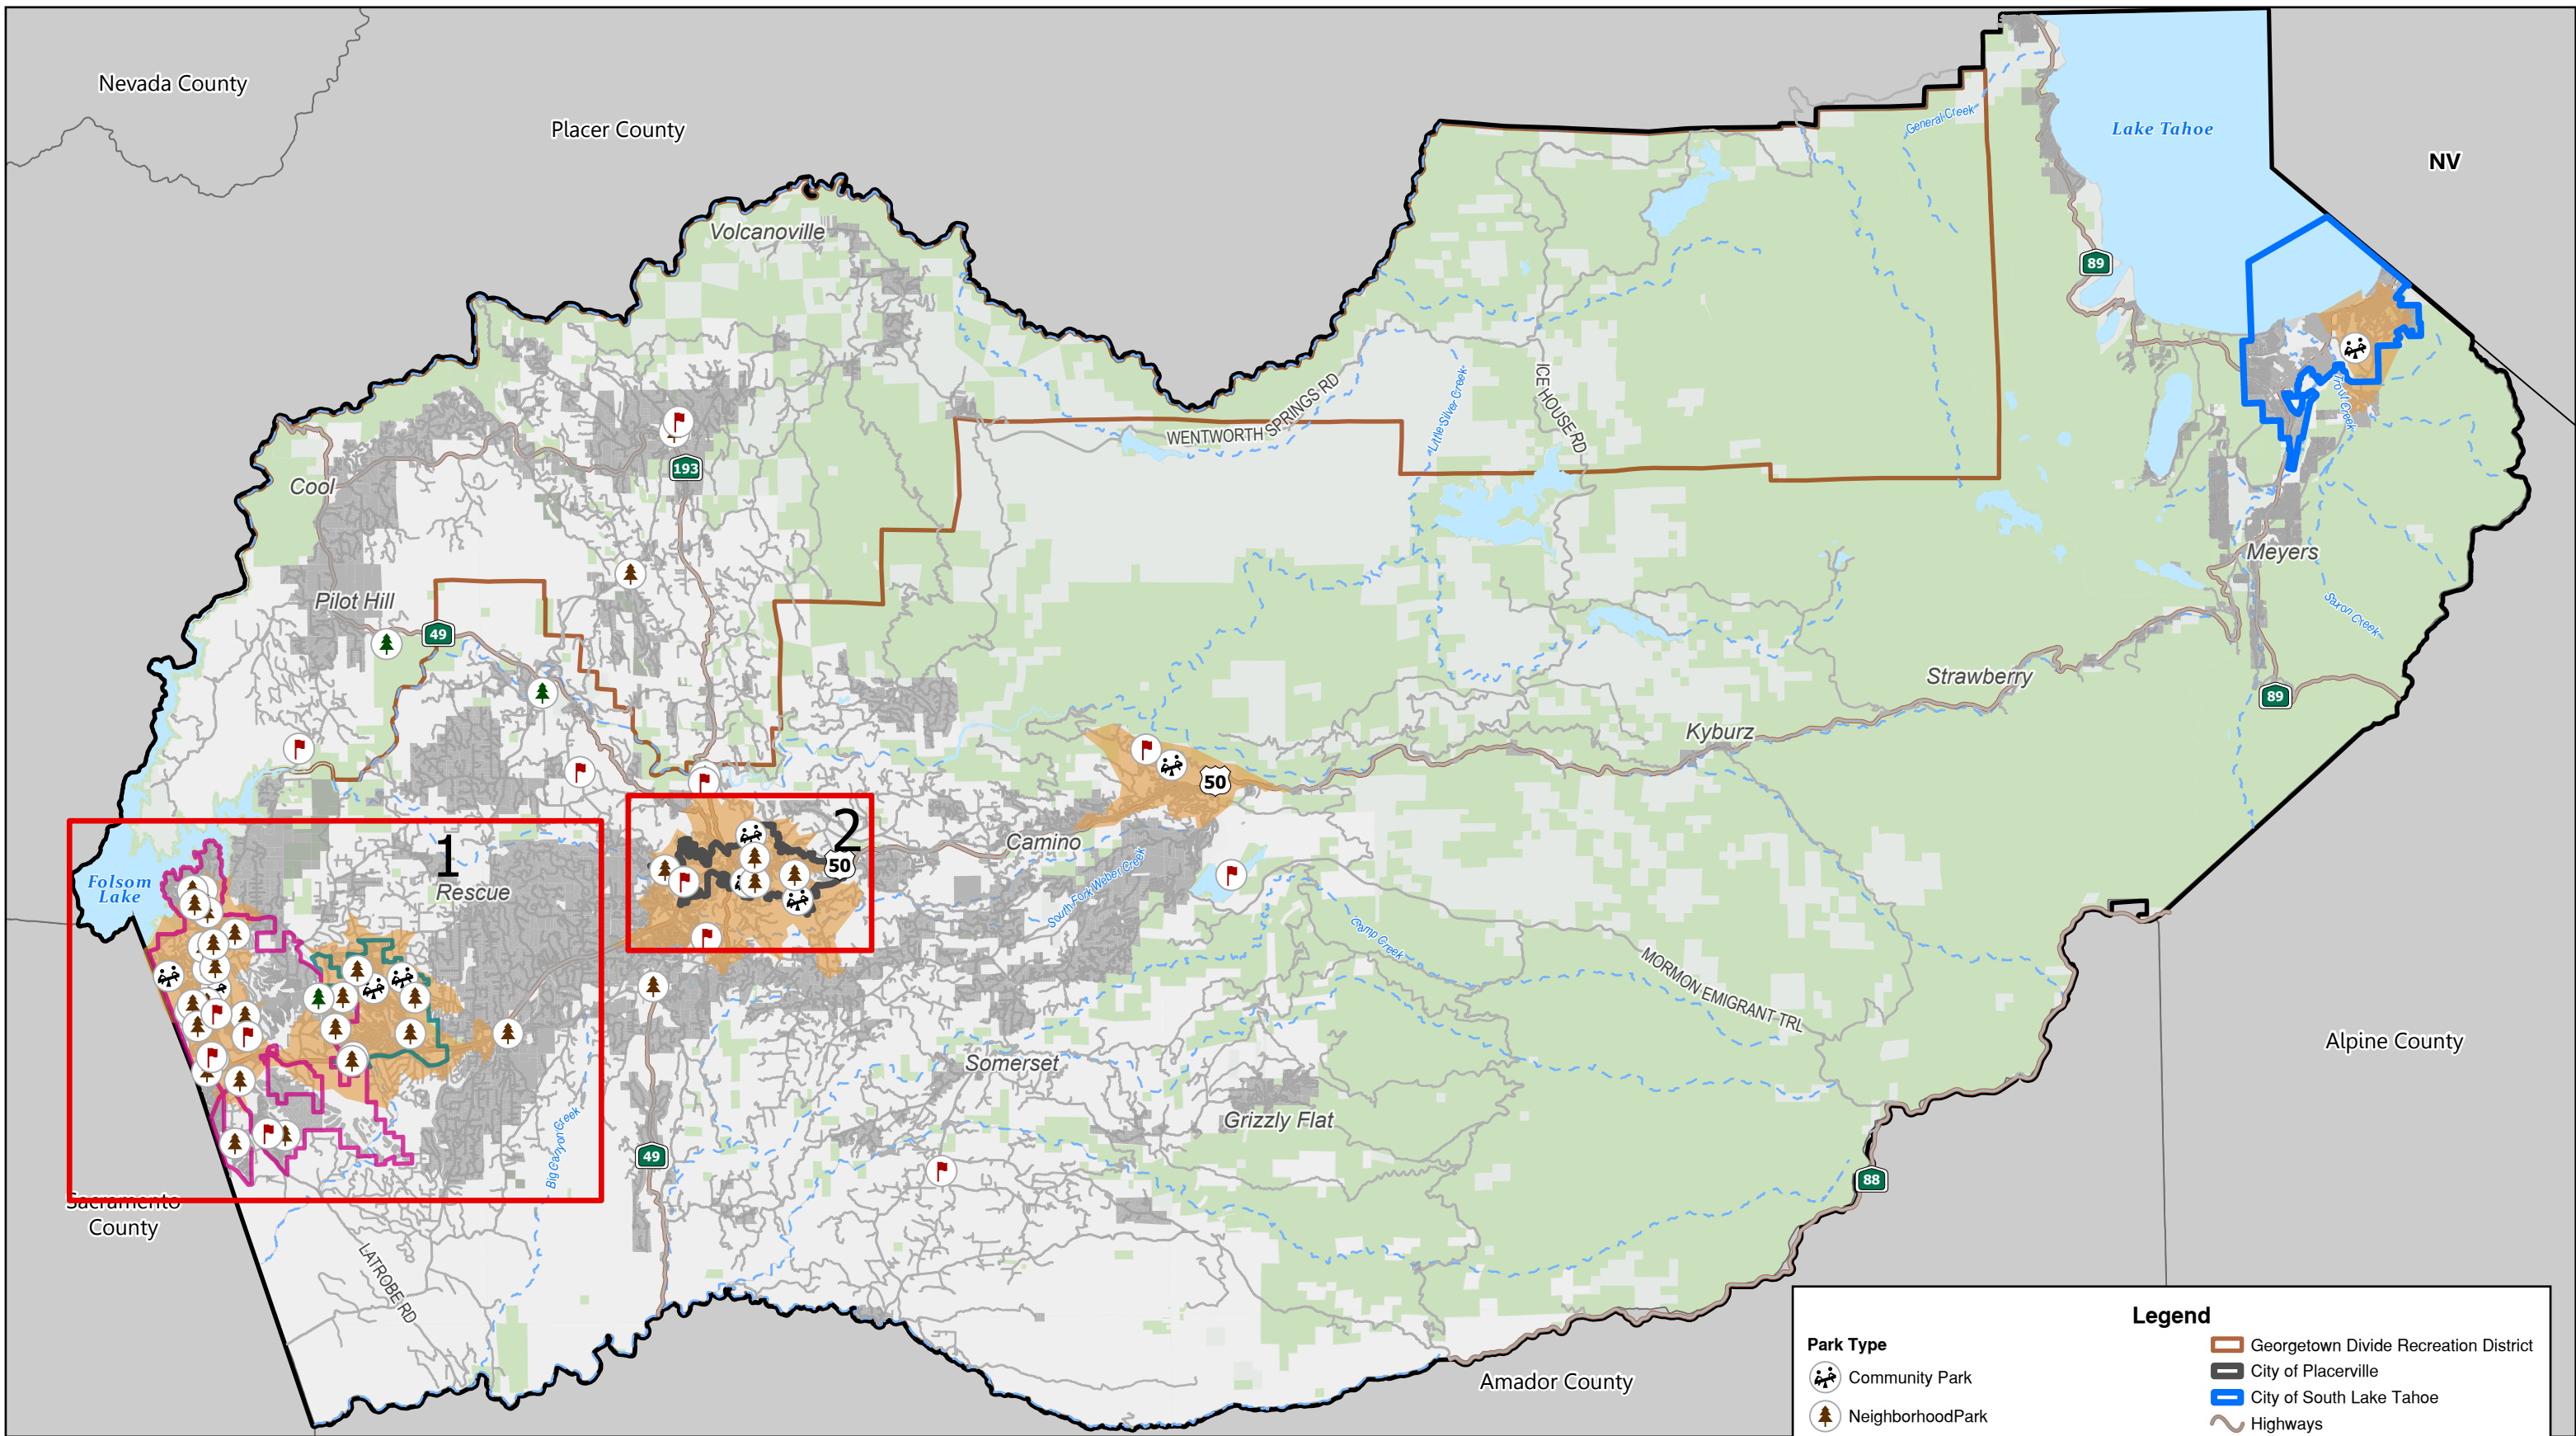 Nevada County
Placer County
Lake Tahoe
NV
General Creek
Volcanoville
89
WENTWORTH SPRINGS RD
Little Silver Creek
ICE HOUSE RD
Trout Creek
193
Cool
Meyers
Pilot Hill
49
Saxon Creek
Strawberry
89
Kyburz
50
Camino
2
50
1
Rescue
Folsom
Lake
South Fork Weber Creek
Camp Creek
MORMON EMIGRANT TRL
Alpine County
Somerset
Grizzly Flat
Big Canyon Creek
49
88
Sacramento
County
LATROBE RD
Amador County
Legend
Park Type
Community Park
NeighborhoodPark
Georgetown Divide Recreation District
City of Placerville
City of South Lake Tahoe
Highways